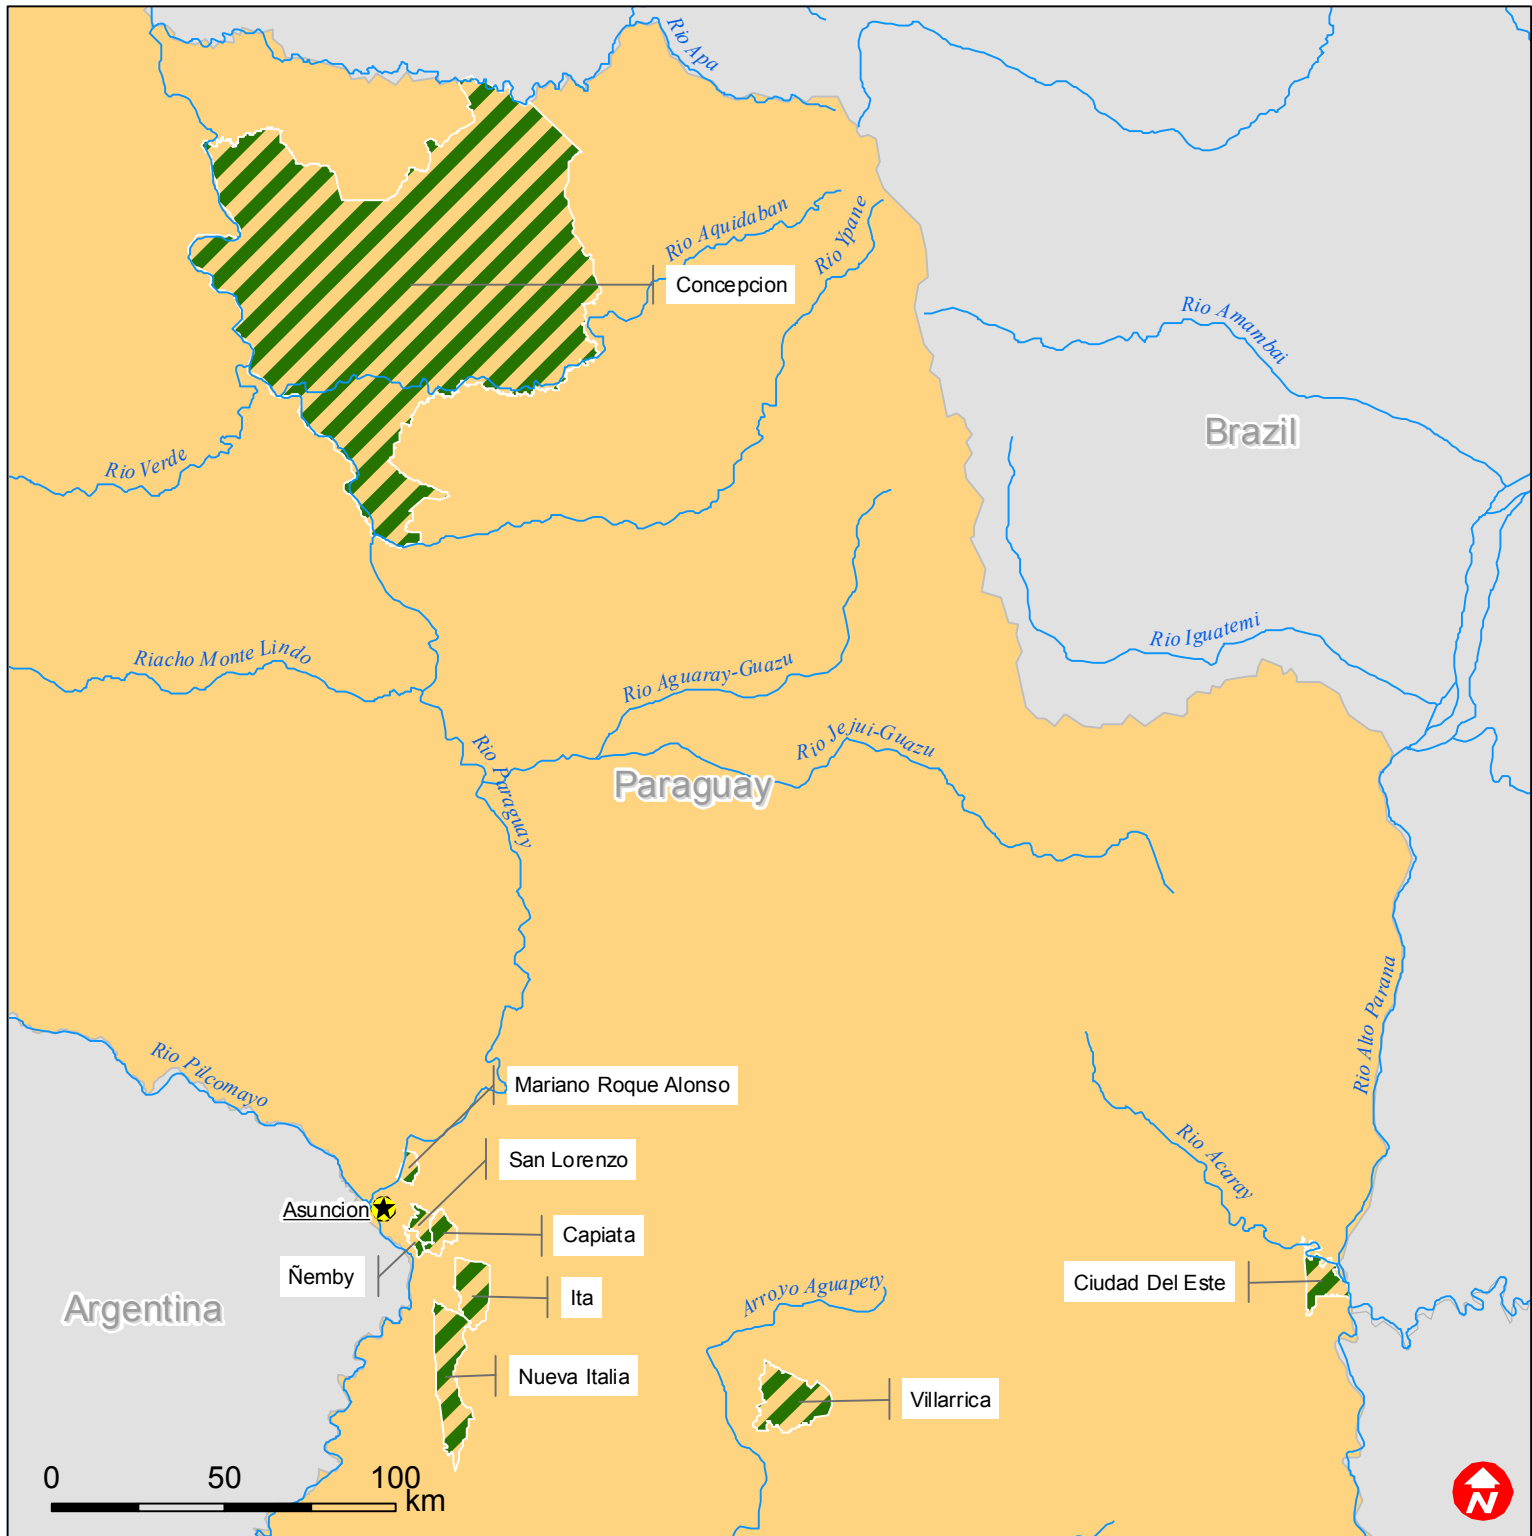 Rio Apa
Rio Aquidaban
Rio Ypane
Concepcion
Rio Amambai
Brazil
Rio Verde
Rio Iguatemi
Riacho Monte Lindo
Rio Aguaray-Guazu
Rio Jejui-Guazu
Rio Paraguay
Paraguay
Rio Alto Parana
Rio Pilcomayo
Mariano Roque Alonso
San Lorenzo
Rio Acaray
Asuncion
Capiata
Ñemby
Ciudad Del Este
Ita
Arroyo Aguapety
Argentina
Nueva Italia
Villarrica
0 50 100
km
N